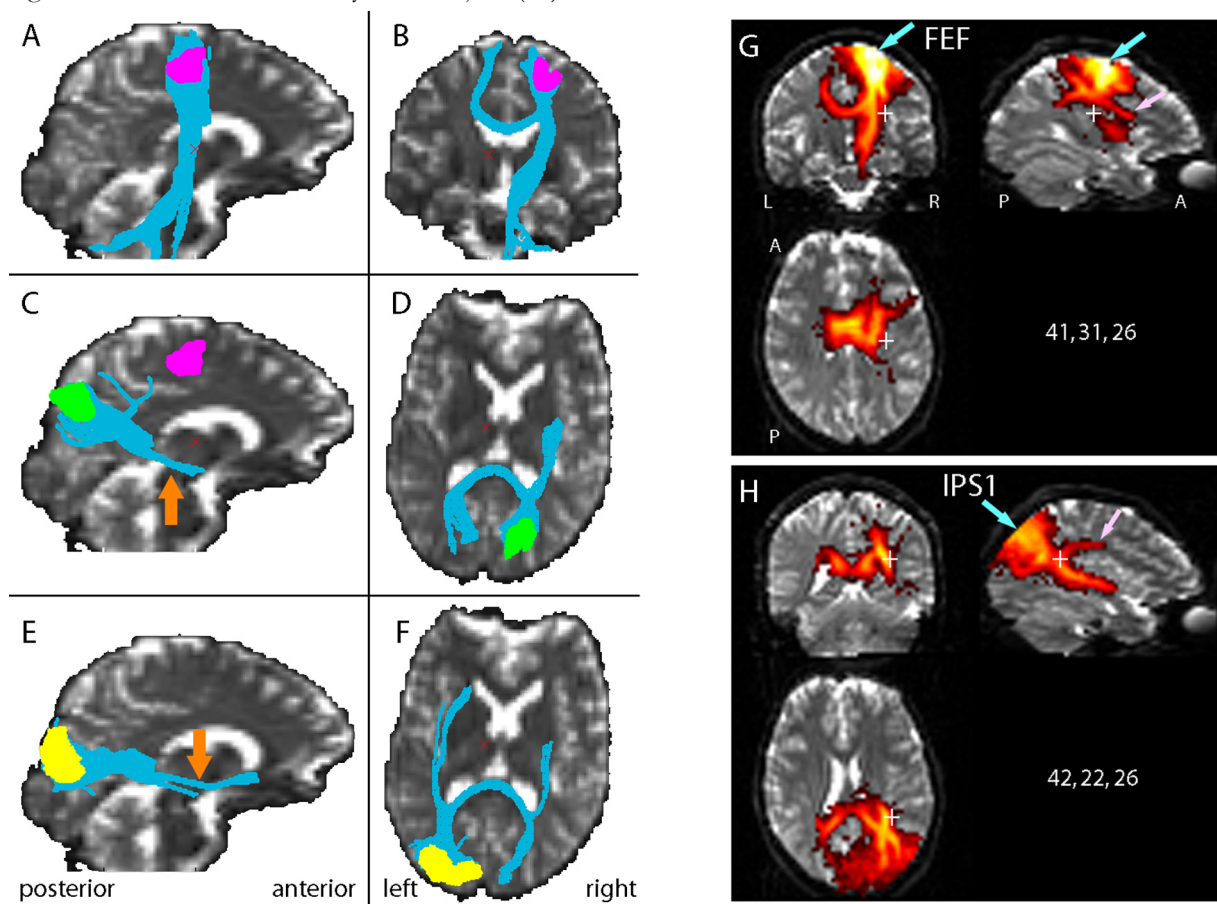 A
B
C
D
E
F
posterior
anterior
left
right
G
FEF
L
R
P
A
A
P
41, 31, 26
H
IPS1
42, 22, 26